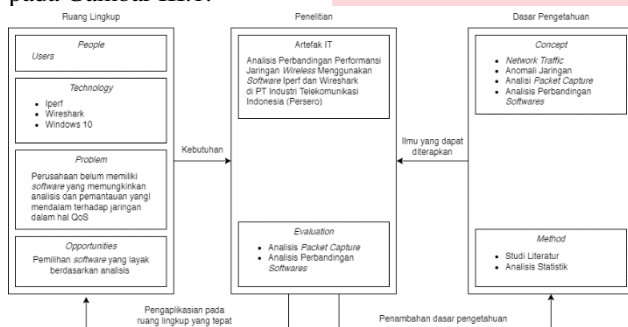 pada Gambar III.1.
Ruang Lingkup
People
Users
Technology
• Iperf
• Wireshark
• Windows 10
Problem
Perusahaan belum memiliki
software yang memungkinkan
analisis dan pemantauan yangi
mendalam terhadap jaringan
dalam hal QoS
Opportunities
Pemilihan software yang layak
berdasarkan analisis
Kebutuhan
Penelitian
Artefak IT
Analisis Perbandingan Performansi
Jaringan Wireless Menggunakan
Software Iperf dan Wireshark
di PT Industri Telekomunikasi
Indonesia (Persero)
Evaluation
• Analisis Packet Capture
• Analisis Perbandingan
Softwares
Ilmu yang dapat
diterapkan
Dasar Pengetahuan
Concept
• Network Traffic
• Anomali Jaringan
• Analisi Packet Capture
• Analisis Perbandingan
Softwares
Method
• Studi Literatur
• Analisis Statistik
Pengaplikasian pada
ruang lingkup yang tepat
Penambahan dasar pengetahuan